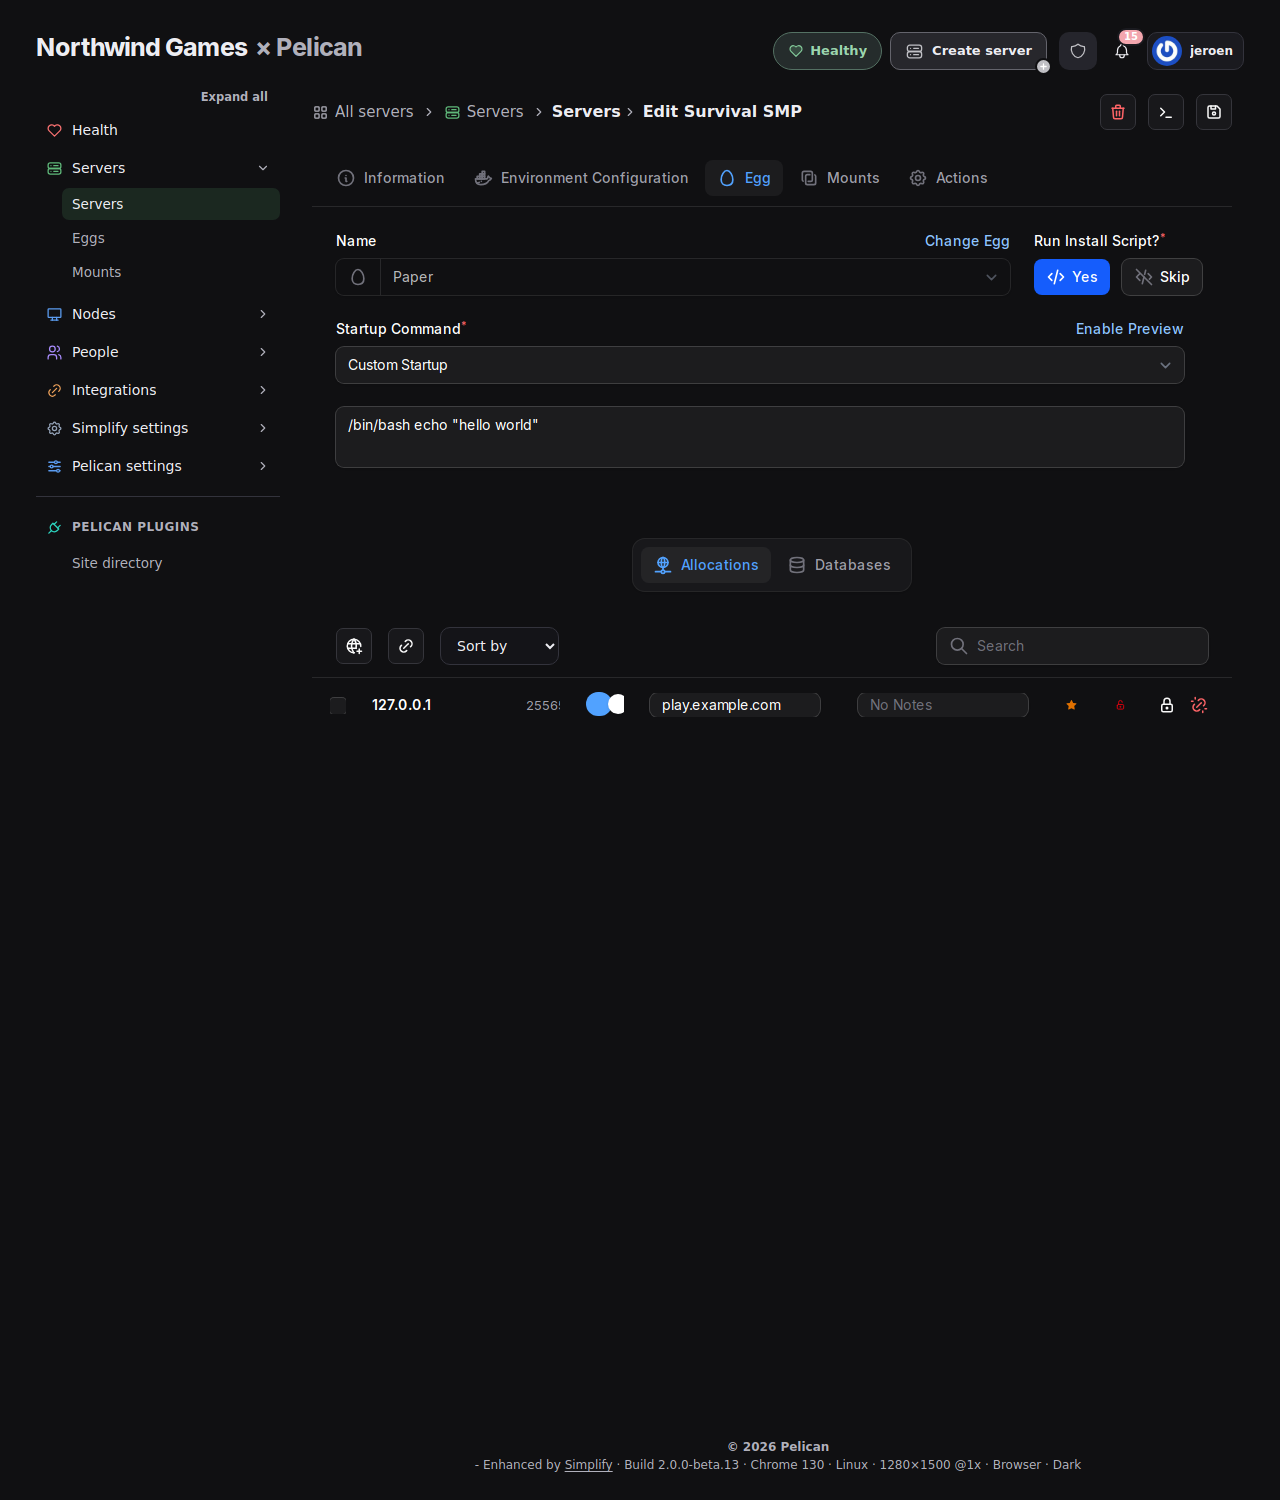 Northwind Games × Pelican
Healthy
Create server
15
jeroen
Expand all
Health
Servers
Servers
Eggs
Mounts
Nodes
People
Integrations
Simplify settings
Pelican settings
PELICAN PLUGINS
Site directory
All servers > Servers > Servers > Edit Survival SMP
Information
Environment Configuration
Egg
Mounts
Actions
Name
Change Egg
Run Install Script?*
Paper
Yes
Skip
Startup Command*
Enable Preview
Custom Startup
/bin/bash echo "hello world"
Allocations
Databases
Sort by
Search
127.0.0.1
play.example.com
No Notes
© 2026 Pelican
- Enhanced by Simplify · Build 2.0.0-beta.13 · Chrome 130 · Linux · 1280×1500 @1x · Browser · Dark